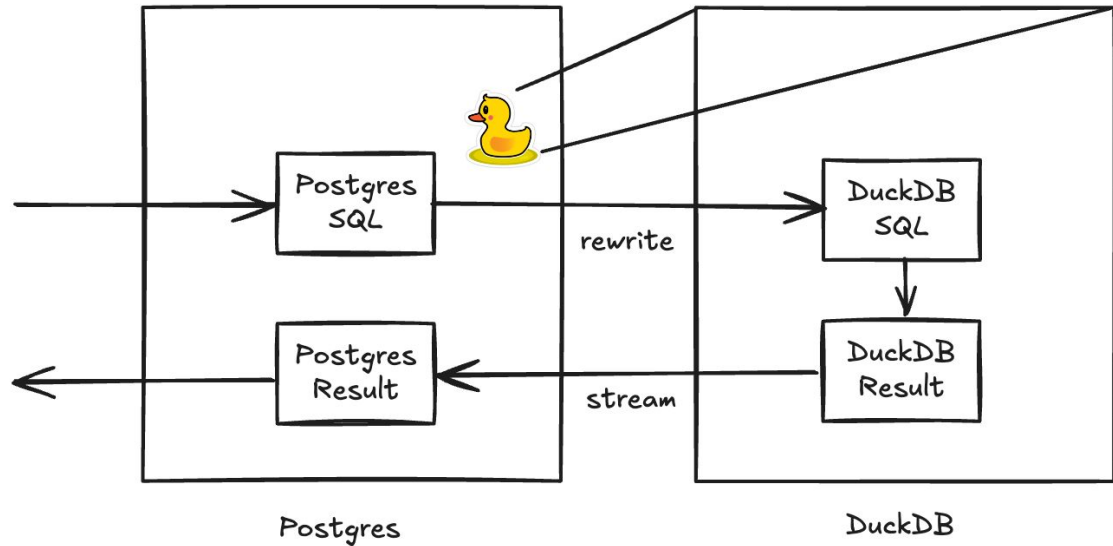 Postgres
SQL
rewrite
DuckDB
SQL
Postgres
Result
stream
DuckDB
Result
Postgres
DuckDB